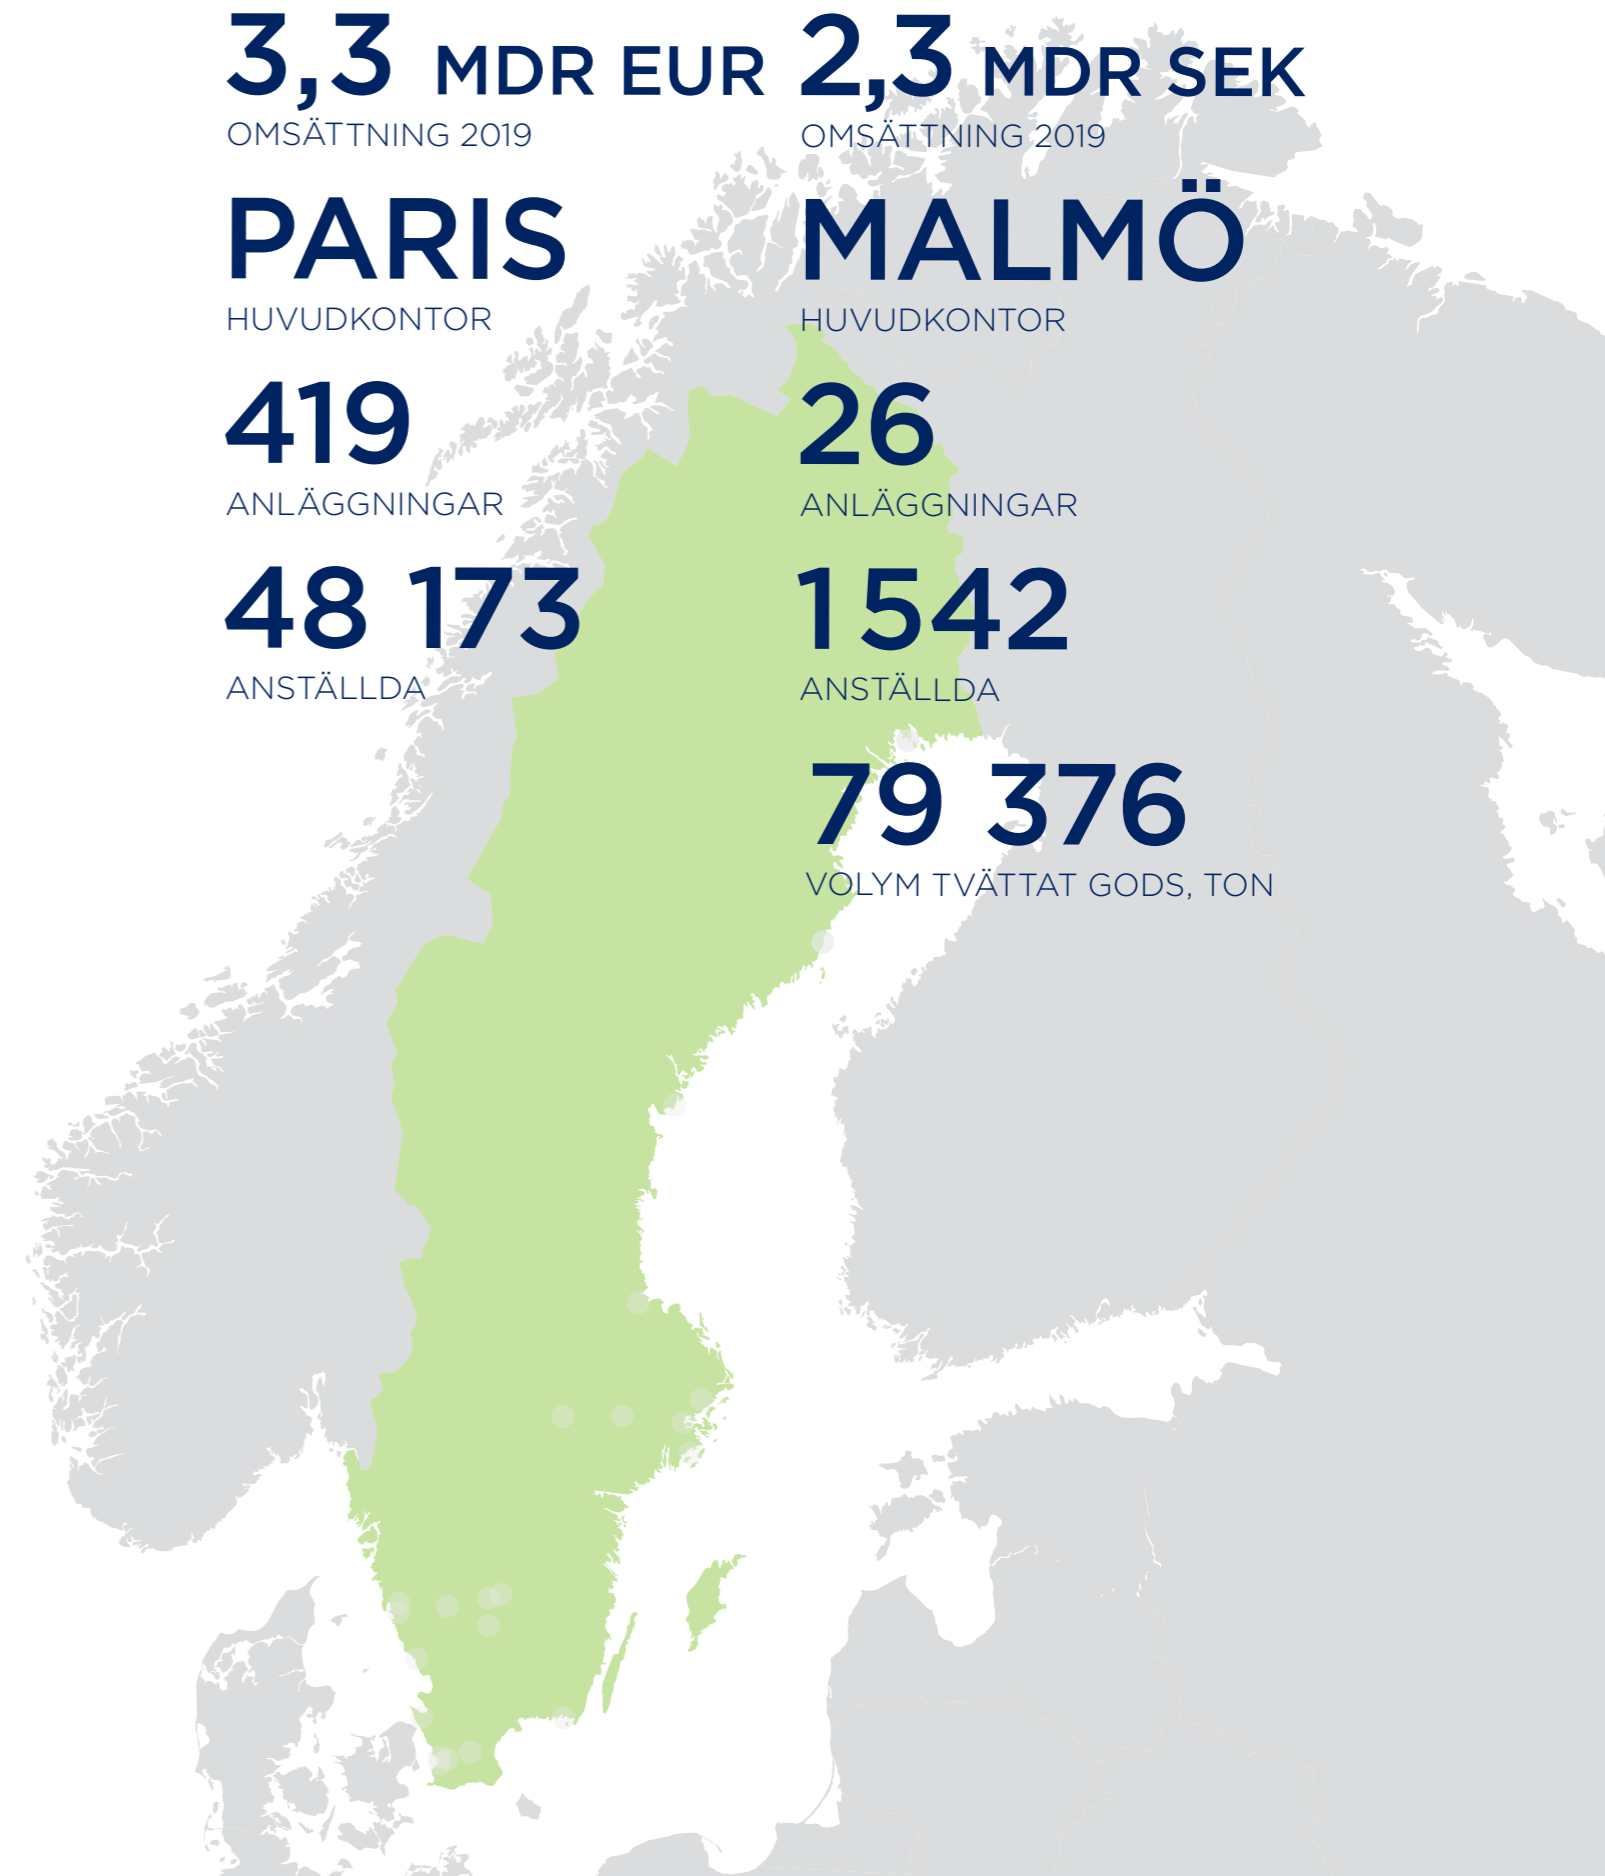 3,3 MDR EUR
OMSÄTTNING 2019
PARIS
HUVUDKONTOR
419
ANLÄGGNINGAR
48 173
ANSTÄLLDA
2,3 MDR SEK
OMSÄTTNING 2019
MALMÖ
HUVUDKONTOR
26
ANLÄGGNINGAR
1 542
ANSTÄLLDA
79 376
VOLYM TVÄTTAT GODS, TON